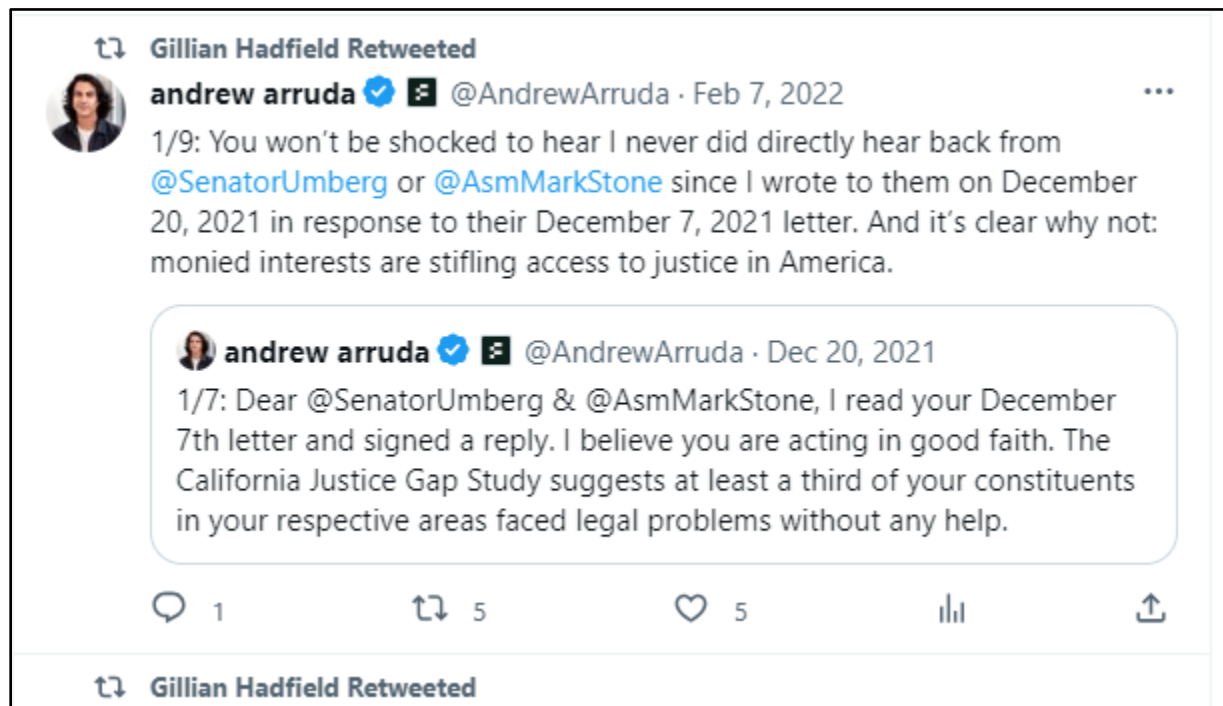 Gillian Hadfield Retweeted
andrew arruda @AndrewArruda · Feb 7, 2022
1/9: You won’t be shocked to hear I never did directly hear back from
@SenatorUmberg or @AsmMarkStone since I wrote to them on December
20, 2021 in response to their December 7, 2021 letter. And it’s clear why not:
monied interests are stifling access to justice in America.
andrew arruda @AndrewArruda · Dec 20, 2021
1/7: Dear @SenatorUmberg & @AsmMarkStone, I read your December
7th letter and signed a reply. I believe you are acting in good faith. The
California Justice Gap Study suggests at least a third of your constituents
in your respective areas faced legal problems without any help.
1 5 5
Gillian Hadfield Retweeted